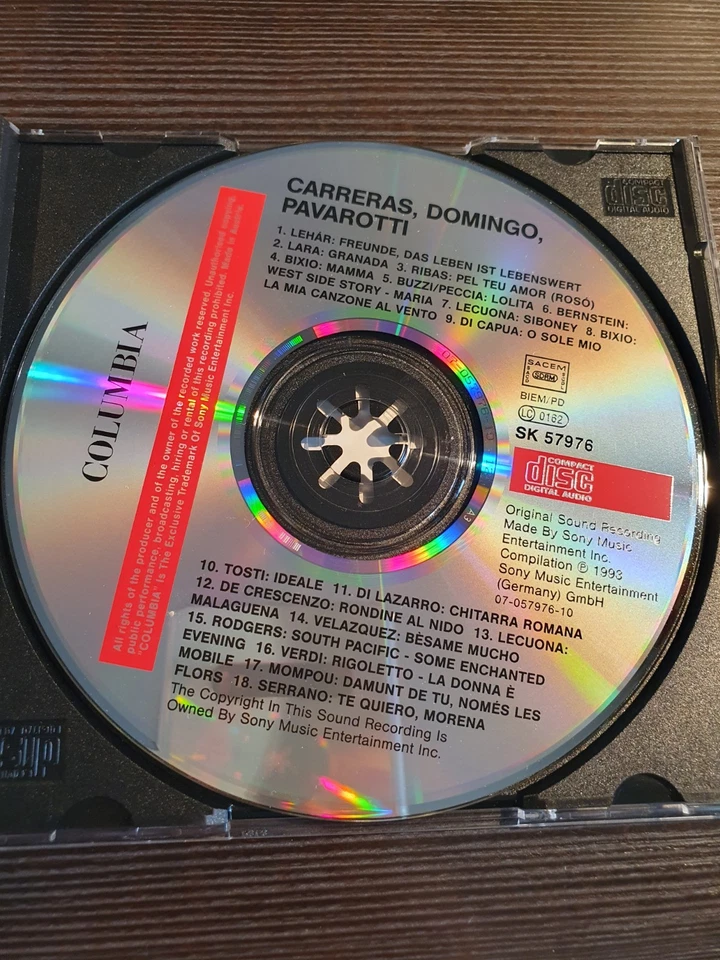 CARRERAS, DOMINGO,
PAVAROTTI
1. LEHÁR: FREUNDE, DAS LEBEN IST LEBENSWERT
2. LARA: GRANADA 3. RIBAS: PEL TEU AMOR (ROSÓ)
4. BIXIO: MAMMA 5. BUZZI/PECCIA: LOLITA 6. BERNSTEIN:
WEST SIDE STORY - MARIA 7. LECUONA: SIBONEY 8. BIXIO:
LA MIA CANZONE AL VENTO 9. DI CAPUA: O SOLE MIO
COLUMBIA
All rights of the producer and of the owner of the recorded work reserved. Unauthorised copying,
public performance, broadcasting, hiring or rental of this recording prohibited. Made in Austria.
"COLUMBIA" Is The Exclusive Trademark Of Sony Music Entertainment Inc.
SACEM
SDRM
BIEM/PD
LC 0162
SK 57976
COMPACT
disc
DIGITAL AUDIO
Original Sound Recording
Made By Sony Music
Entertainment Inc.
Compilation ℗ 1993
Sony Music Entertainment
(Germany) GmbH
07-057976-10
10. TOSTI: IDEALE 11. DI LAZARRO: CHITARRA ROMANA
12. DE CRESCENZO: RONDINE AL NIDO 13. LECUONA:
MALAGUENA 14. VELAZQUEZ: BÈSAME MUCHO
15. RODGERS: SOUTH PACIFIC - SOME ENCHANTED
EVENING 16. VERDI: RIGOLETTO - LA DONNA È
MOBILE 17. MOMPOU: DAMUNT DE TU, NOMÉS LES
FLORS 18. SERRANO: TE QUIERO, MORENA
The Copyright In This Sound Recording Is
Owned By Sony Music Entertainment Inc.
COMPACT
disc
DIGITAL AUDIO